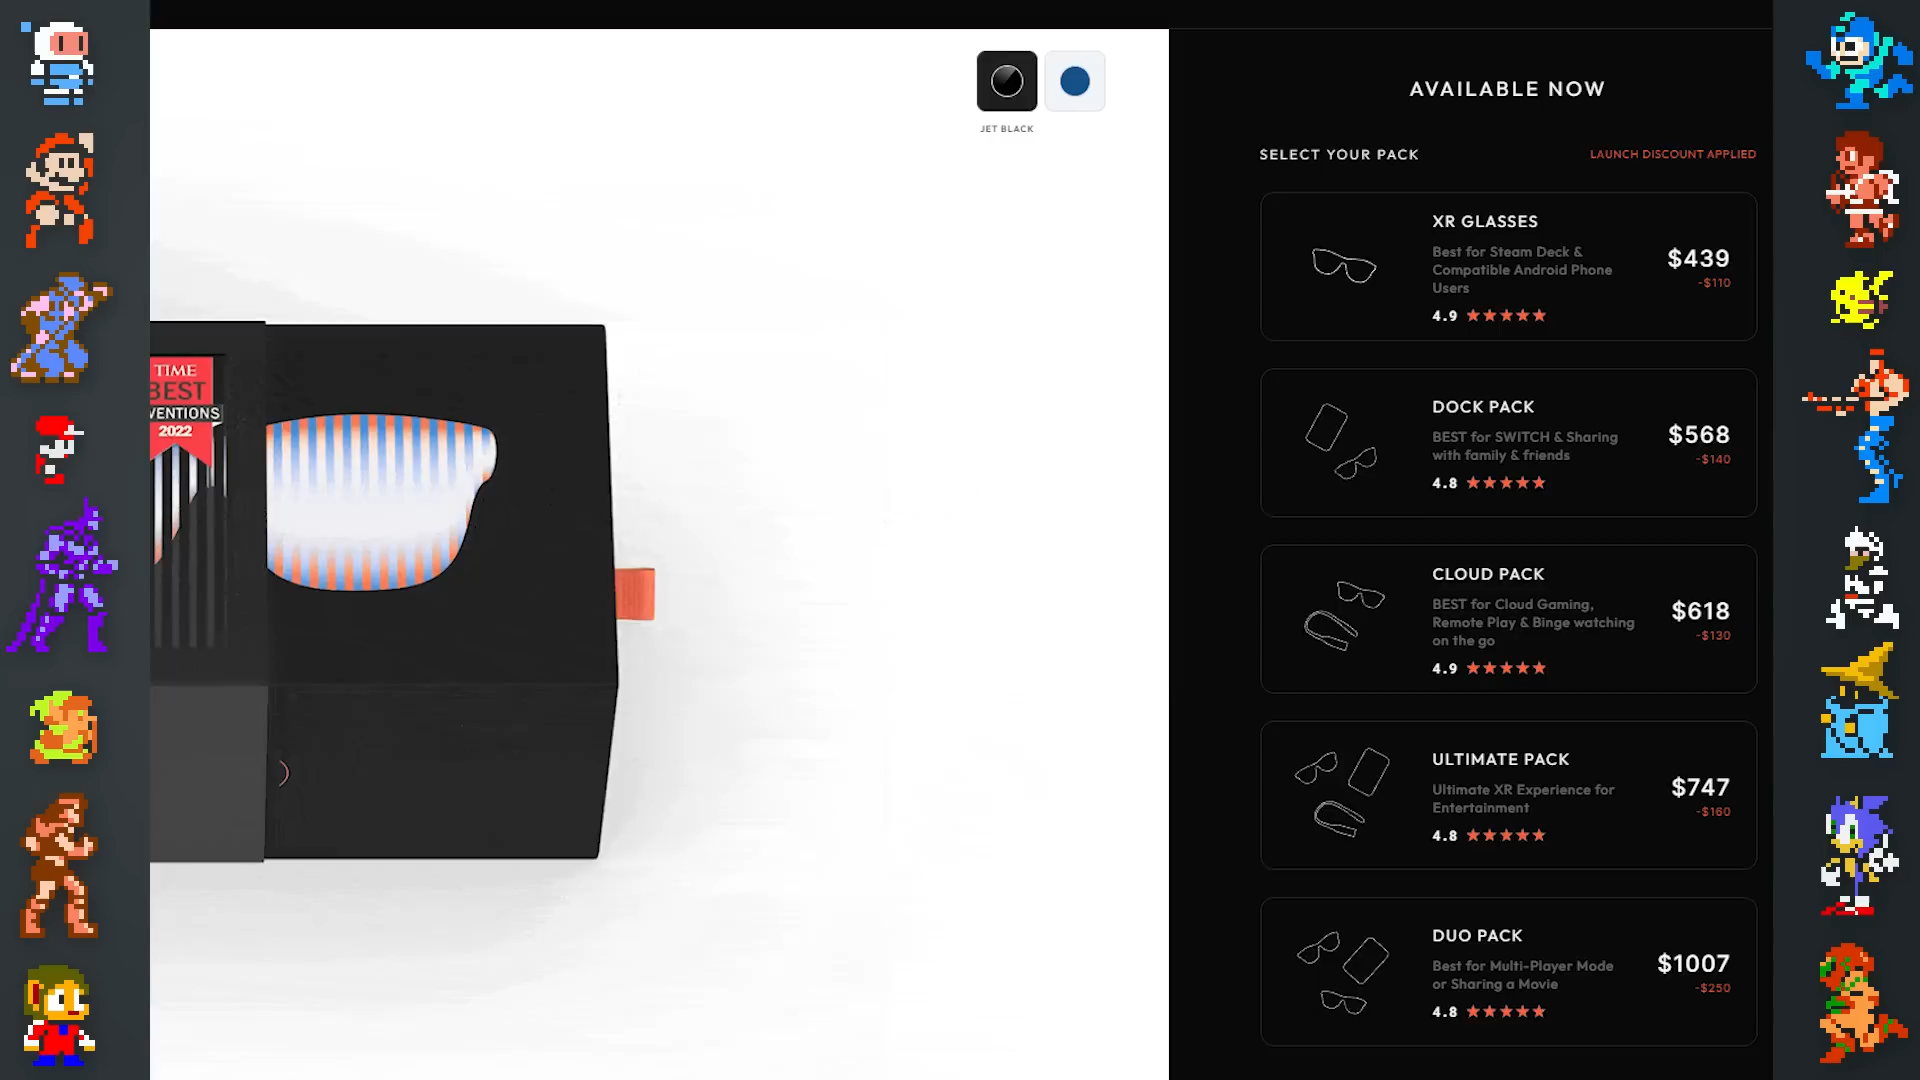 JET BLACK
TIME
BEST
VENTIONS
2022
AVAILABLE NOW
SELECT YOUR PACK
LAUNCH DISCOUNT APPLIED
XR GLASSES
Best for Steam Deck &
Compatible Android Phone
Users
4.9
$439
-$110
DOCK PACK
BEST for SWITCH & Sharing
with family & friends
4.8
$568
-$140
CLOUD PACK
BEST for Cloud Gaming,
Remote Play & Binge watching
on the go
4.9
$618
-$130
ULTIMATE PACK
Ultimate XR Experience for
Entertainment
4.8
$747
-$160
DUO PACK
Best for Multi-Player Mode
or Sharing a Movie
4.8
$1007
-$250